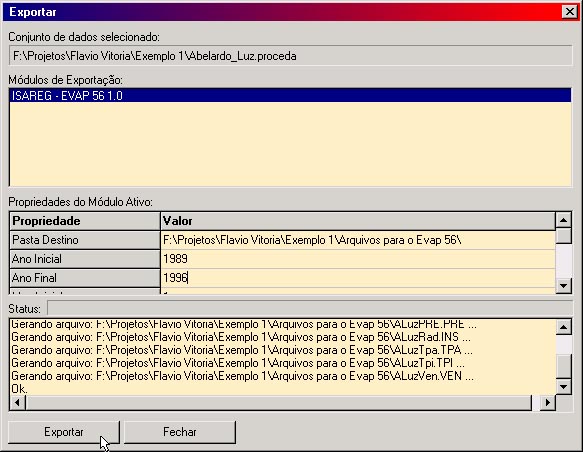 Exportar
Conjunto de dados selecionado:
F:\Projetos\Flavio Vitoria\Exemplo 1\Abelardo_Luz.proceda
Módulos de Exportação:
ISAREG - EVAP 56 1.0
Propriedades do Módulo Ativo:
Propriedade Valor
Pasta Destino F:\Projetos\Flavio Vitoria\Exemplo 1\Arquivos para o Evap 56\
Ano Inicial 1989
Ano Final 1996
Status:
Gerando arquivo: F:\Projetos\Flavio Vitoria\Exemplo 1\Arquivos para o Evap 56\ALuzPRE.PRE ...
Gerando arquivo: F:\Projetos\Flavio Vitoria\Exemplo 1\Arquivos para o Evap 56\ALuzRad.INS ...
Gerando arquivo: F:\Projetos\Flavio Vitoria\Exemplo 1\Arquivos para o Evap 56\ALuzTpa.TPA ...
Gerando arquivo: F:\Projetos\Flavio Vitoria\Exemplo 1\Arquivos para o Evap 56\ALuzTpi.TPI ...
Gerando arquivo: F:\Projetos\Flavio Vitoria\Exemplo 1\Arquivos para o Evap 56\ALuzVen.VEN ...
Ok.
Exportar Fechar